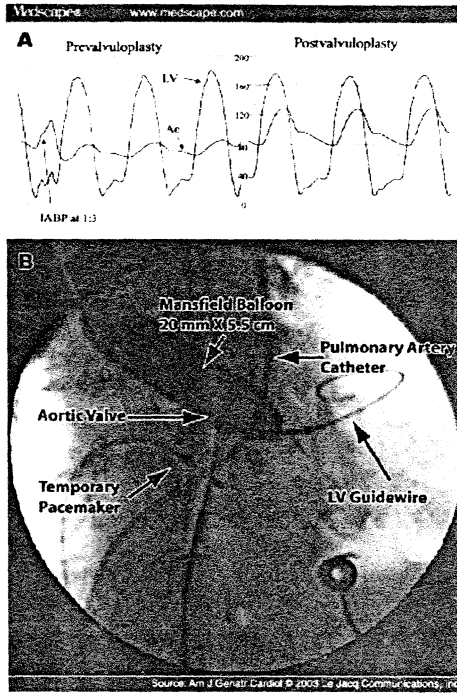 Medscape® www.medscape.com
A
Prevalvuloplasty Postvalvuloplasty
LV
Ao
200
160
120
80
40
0
IABP at 1:3
B
Mansfield Balloon
20 mm X 5.5 cm
Pulmonary Artery
Catheter
Aortic Valve
Temporary
Pacemaker
LV Guidewire
Source: Am J Geriatr Cardiol © 2003 Le Jacq Communications, Inc.